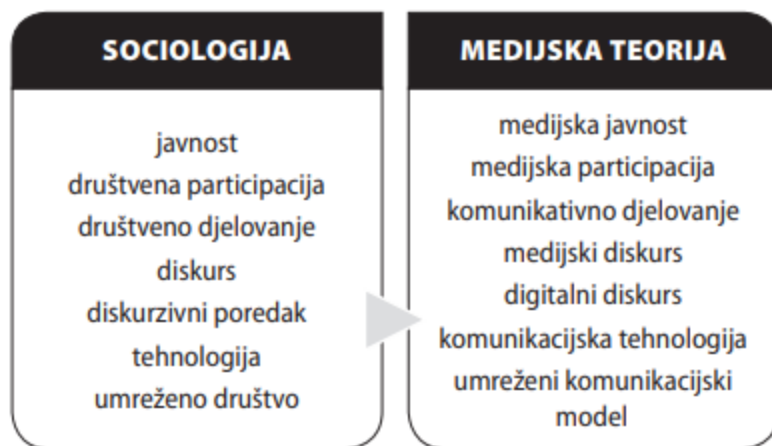 SOCIOLOGIJA
javnost
društvena participacija
društveno djelovanje
diskurs
diskurzivni poredak
tehnologija
umreženo društvo
MEDIJSKA TEORIJA
medijska javnost
medijska participacija
komunikativno djelovanje
medijski diskurs
digitalni diskurs
komunikacijska tehnologija
umreženi komunikacijski
model